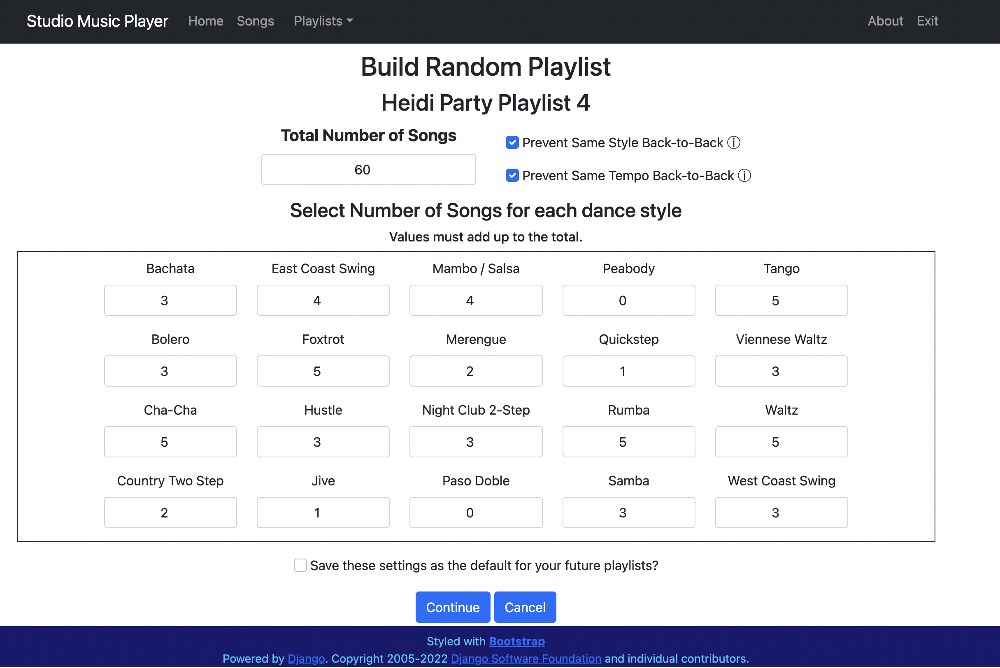 Studio Music Player Home Songs Playlists About Exit
Build Random Playlist
Heidi Party Playlist 4
Total Number of Songs
60
Prevent Same Style Back-to-Back
Prevent Same Tempo Back-to-Back
Select Number of Songs for each dance style
Values must add up to the total.
Bachata East Coast Swing Mambo / Salsa Peabody Tango
3 4 4 0 5
Bolero Foxtrot Merengue Quickstep Viennese Waltz
3 5 2 1 3
Cha-Cha Hustle Night Club 2-Step Rumba Waltz
5 3 3 5 5
Country Two Step Jive Paso Doble Samba West Coast Swing
2 1 0 3 3
Save these settings as the default for your future playlists?
Continue Cancel
Styled with Bootstrap
Powered by Django. Copyright 2005-2022 Django Software Foundation and individual contributors.